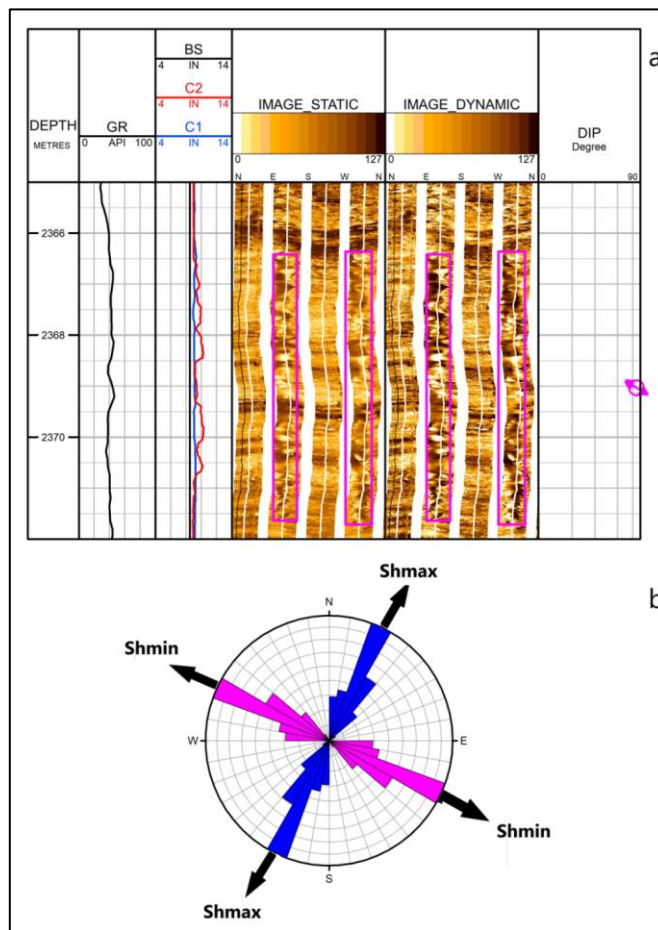 a
BS
4 IN 14
C2
4 IN 14
C1
4 IN 14
IMAGE_STATIC
0 127
IMAGE_DYNAMIC
0 127
DEPTH
METRES
GR
0 API 100
DIP
Degree
N E S W N
N E S W N
0 90
2366
2368
2370
b
Shmax
N
Shmin
W
E
Shmin
S
Shmax